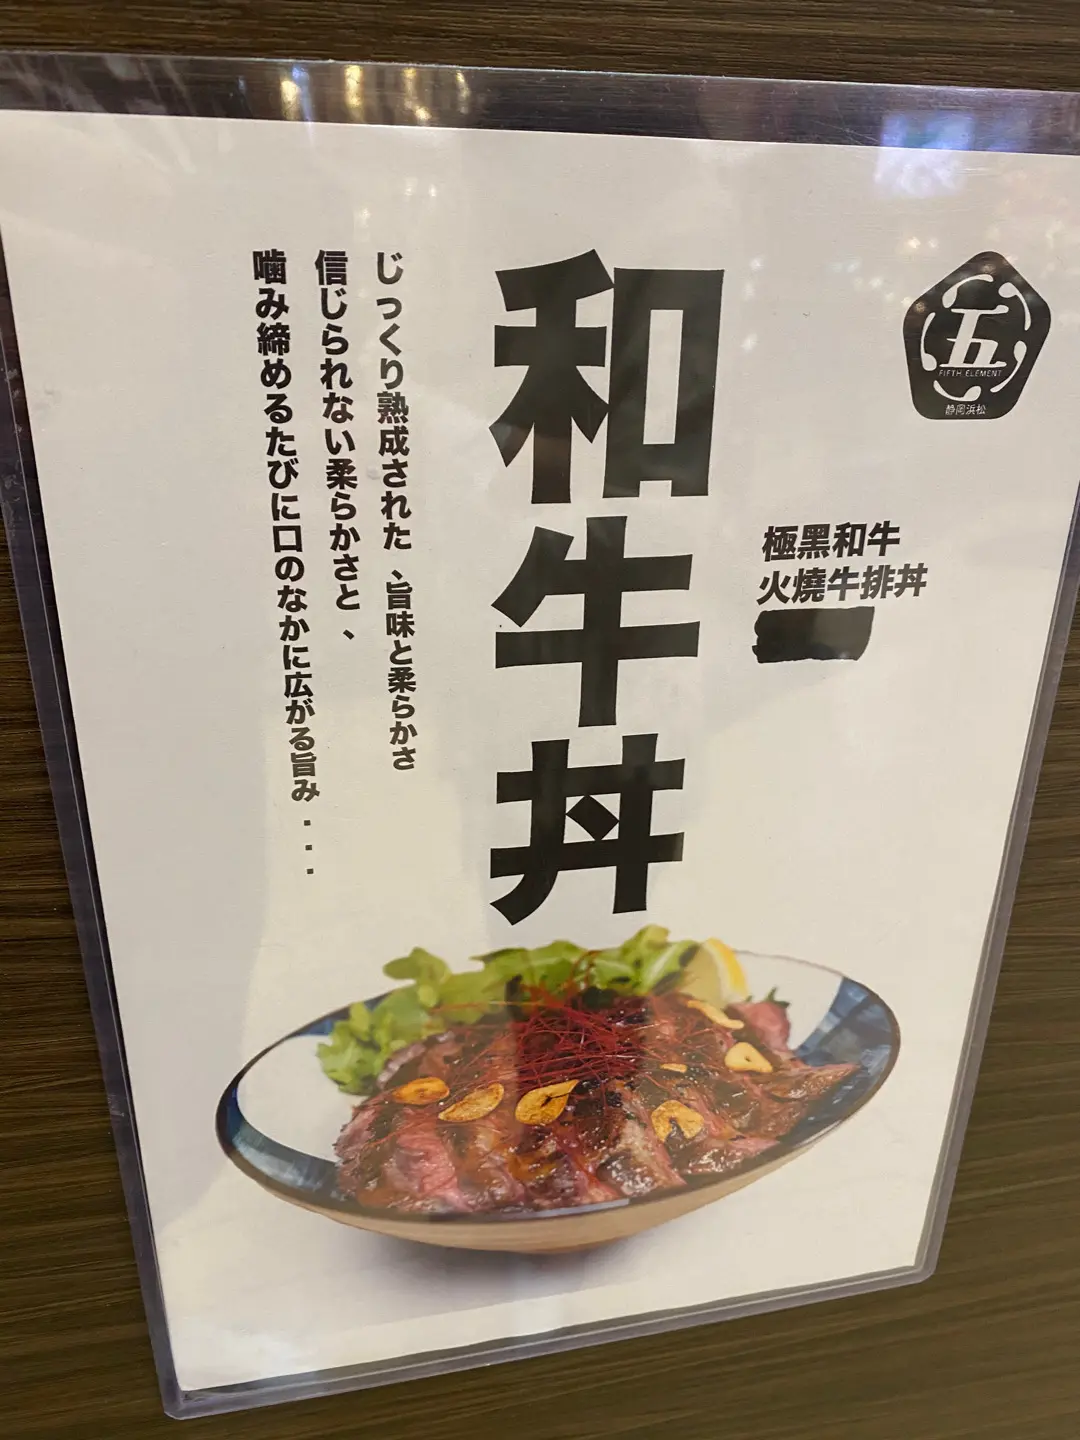 五
FIFTH ELEMENT
静岡浜松
極黒和牛
火燒牛排丼
和牛丼
じっくり熟成された、旨味と柔らかさ
信じられない柔らかさと、
噛み締めるたびに口のなかに広がる旨み...